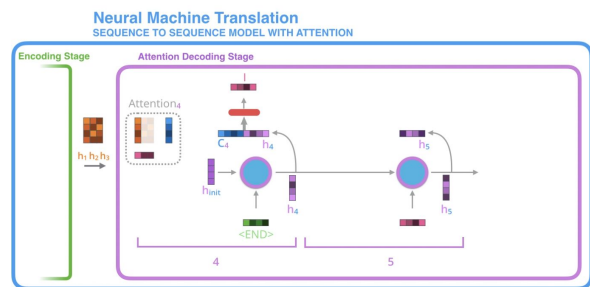 Neural Machine Translation
SEQUENCE TO SEQUENCE MODEL WITH ATTENTION
Encoding Stage
Attention Decoding Stage
I
Attention4
h1 h2 h3
C4 h4
h5
hinit
h4
h5
<END>
4
5